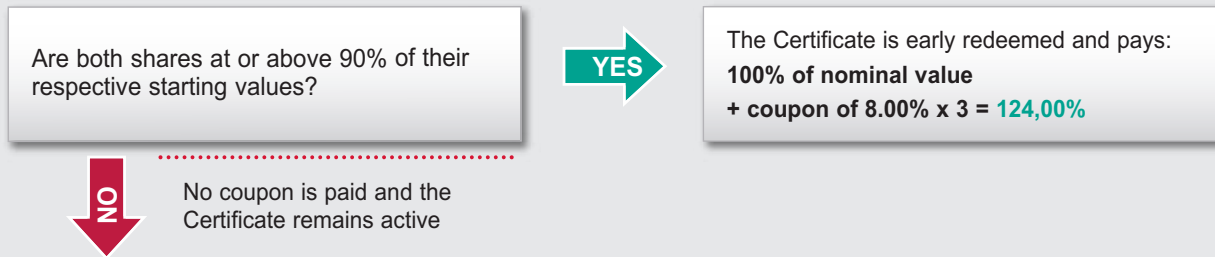 Are both shares at or above 90% of their
respective starting values?
YES
The Certificate is early redeemed and pays:
100% of nominal value
+ coupon of 8.00% x 3 = 124,00%
NO
No coupon is paid and the
Certificate remains active